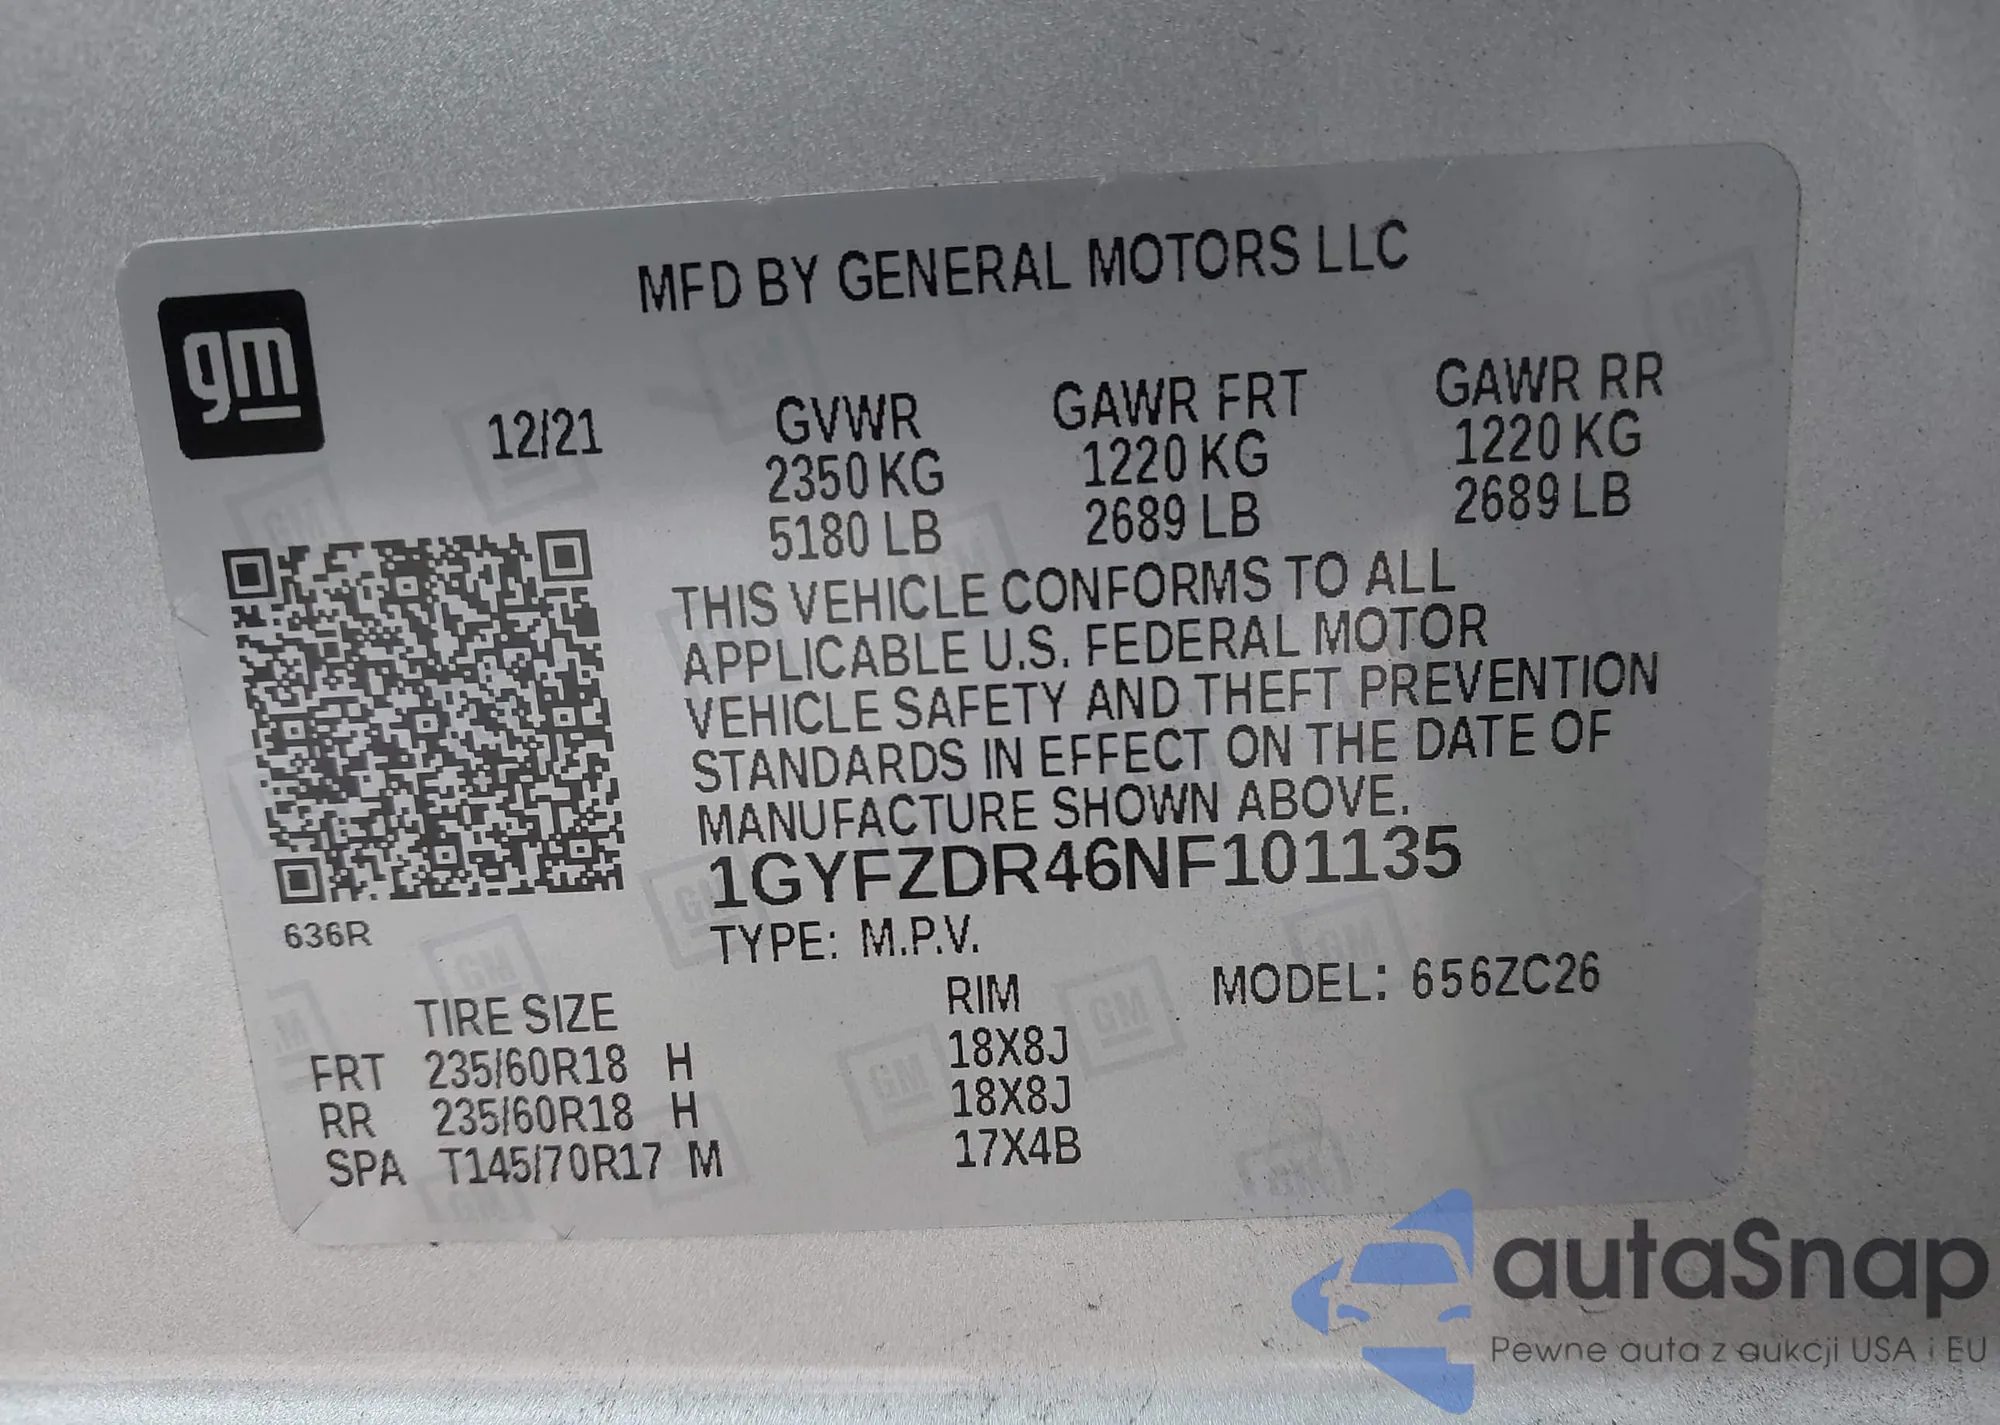 MFD BY GENERAL MOTORS LLC
gm
12/21 GVWR GAWR FRT GAWR RR
2350 KG 1220 KG 1220 KG
5180 LB 2689 LB 2689 LB
THIS VEHICLE CONFORMS TO ALL
APPLICABLE U.S. FEDERAL MOTOR
VEHICLE SAFETY AND THEFT PREVENTION
STANDARDS IN EFFECT ON THE DATE OF
MANUFACTURE SHOWN ABOVE.
1GYFZDR46NF101135
636R
TYPE: M.P.V.
MODEL: 656ZC26
TIRE SIZE RIM
FRT 235/60R18 H 18X8J
RR 235/60R18 H 18X8J
SPA T145/70R17 M 17X4B
autaSnap
Pewne auta z aukcji USA i EU